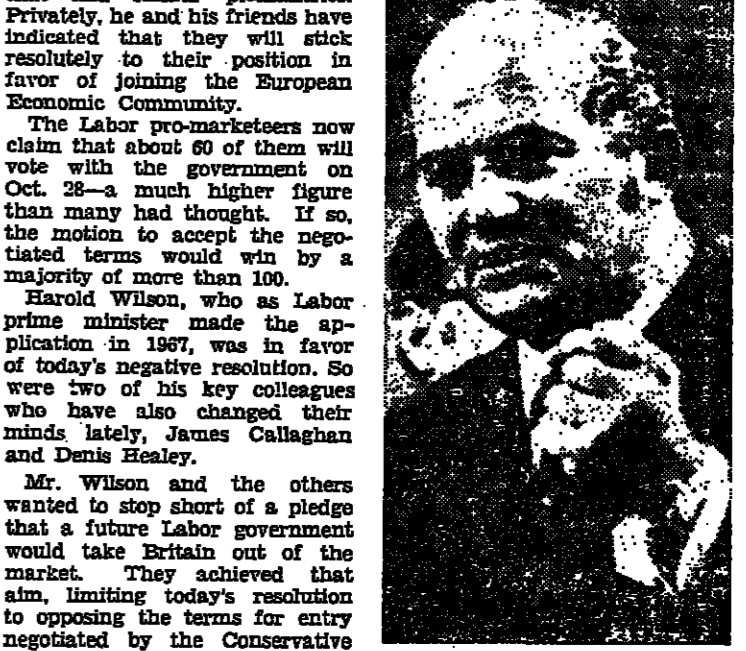 Privately, he and his friends have
indicated that they will stick
resolutely to their position in
favor of joining the European
Economic Community.
The Labor pro-marketeers now
claim that about 60 of them will
vote with the government on
Oct. 28—a much higher figure
than many had thought. If so,
the motion to accept the nego-
tiated terms would win by a
majority of more than 100.
Harold Wilson, who as Labor
prime minister made the ap-
plication in 1967, was in favor
of today's negative resolution. So
were two of his key colleagues
who have also changed their
minds lately, James Callaghan
and Denis Healey.
Mr. Wilson and the others
wanted to stop short of a pledge
that a future Labor government
would take Britain out of the
market. They achieved that
aim, limiting today's resolution
to opposing the terms for entry
negotiated by the Conservative